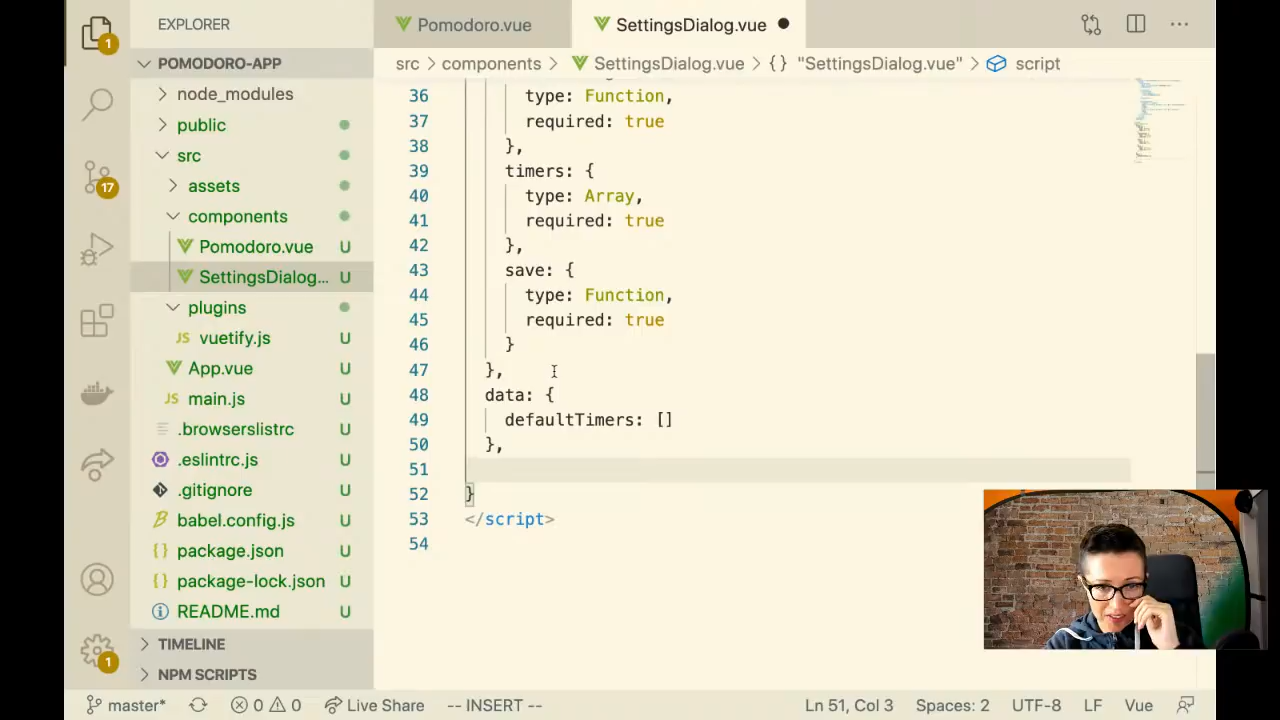 EXPLORER
Pomodoro.vue
SettingsDialog.vue
1
POMODORO-APP
src
components
SettingsDialog.vue
{}
"SettingsDialog.vue"
script
node_modules
public
src
assets
components
Pomodoro.vue U
SettingsDialog... U
plugins
JS vuetify.js U
App.vue U
JS main.js U
.browserslistrc U
.eslintrc.js U
.gitignore U
babel.config.js U
{} package.json U
{} package-lock.json U
README.md U
TIMELINE
NPM SCRIPTS
17
1
36 type: Function,
37 required: true
38 },
39 timers: {
40 type: Array,
41 required: true
42 },
43 save: {
44 type: Function,
45 required: true
46 }
47 },
48 data: {
49 defaultTimers: []
50 },
51
52 }
53 </script>
54
master* 0 0 Live Share -- INSERT -- Ln 51, Col 3 Spaces: 2 UTF-8 LF Vue